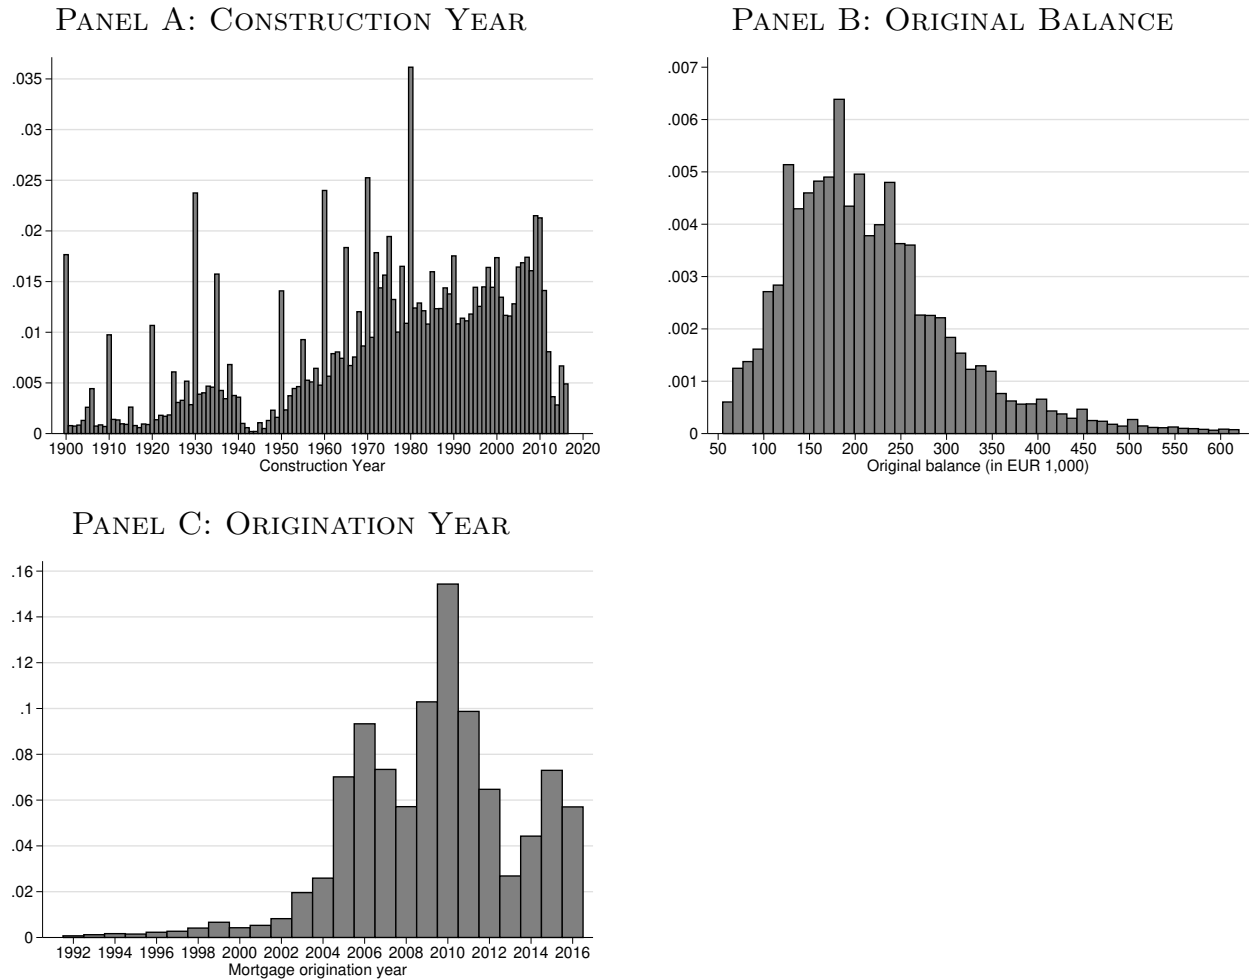 PANEL A: CONSTRUCTION YEAR
.035
.03
.025
.02
.015
.01
.005
0
1900 1910 1920 1930 1940 1950 1960 1970 1980 1990 2000 2010 2020
Construction Year
PANEL B: ORIGINAL BALANCE
.007
.006
.005
.004
.003
.002
.001
0
50 100 150 200 250 300 350 400 450 500 550 600
Original balance (in EUR 1,000)
PANEL C: ORIGINATION YEAR
.16
.14
.12
.1
.08
.06
.04
.02
0
1992 1994 1996 1998 2000 2002 2004 2006 2008 2010 2012 2014 2016
Mortgage origination year